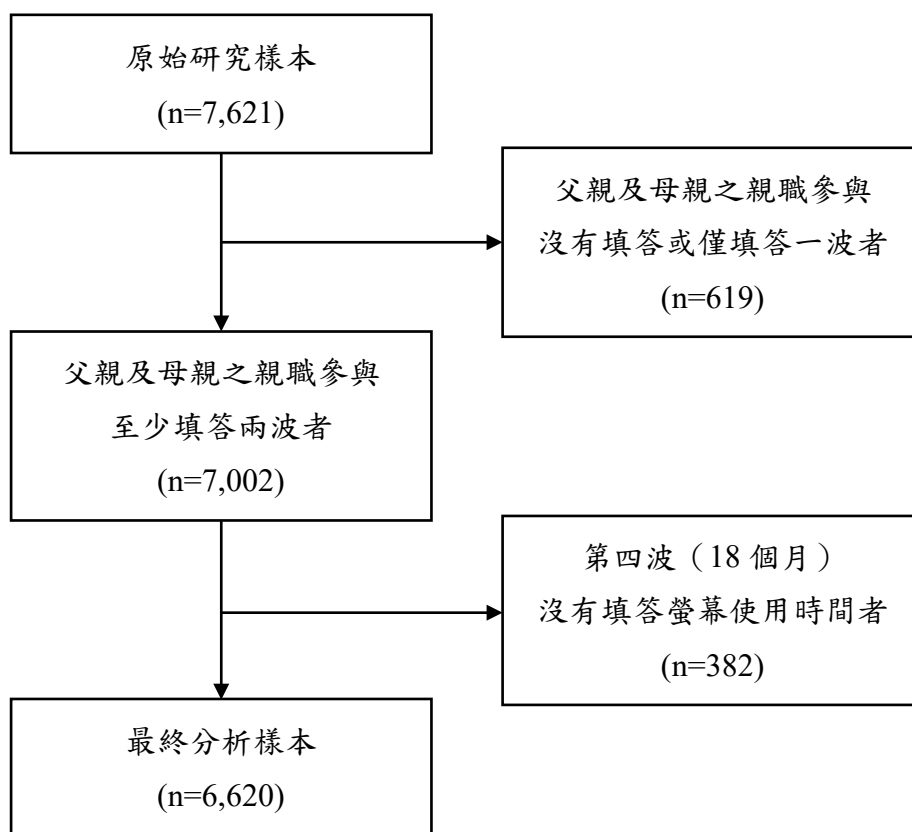 原始研究樣本
(n=7,621)
父親及母親之親職參與
沒有填答或僅填答一波者
(n=619)
父親及母親之親職參與
至少填答兩波者
(n=7,002)
第四波（18 個月）
沒有填答螢幕使用時間者
(n=382)
最終分析樣本
(n=6,620)